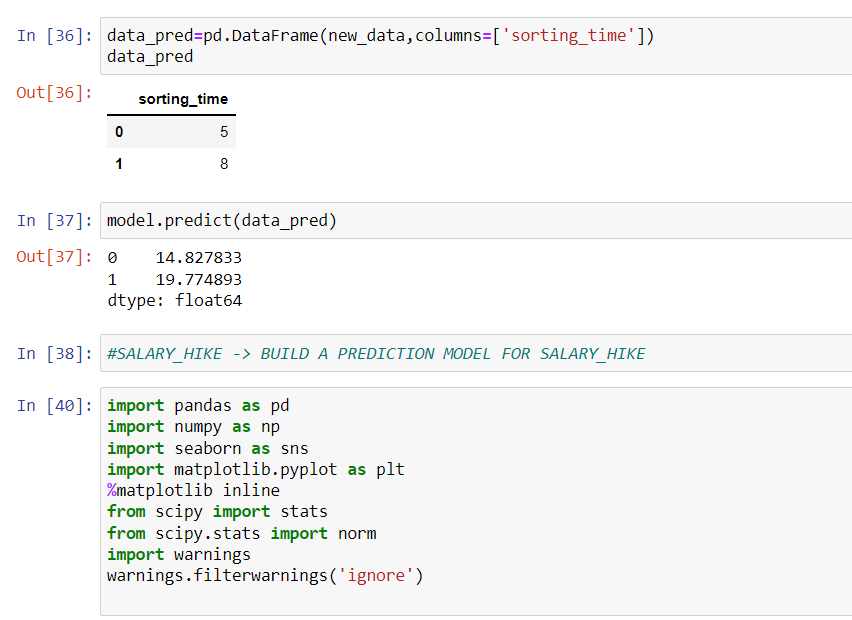 In [36]: data_pred=pd.DataFrame(new_data,columns=['sorting_time'])
data_pred
Out[36]:
sorting_time
0 5
1 8
In [37]: model.predict(data_pred)
Out[37]: 0 14.827833
1 19.774893
dtype: float64
In [38]: #SALARY_HIKE -> BUILD A PREDICTION MODEL FOR SALARY_HIKE
In [40]: import pandas as pd
import numpy as np
import seaborn as sns
import matplotlib.pyplot as plt
%matplotlib inline
from scipy import stats
from scipy.stats import norm
import warnings
warnings.filterwarnings('ignore')